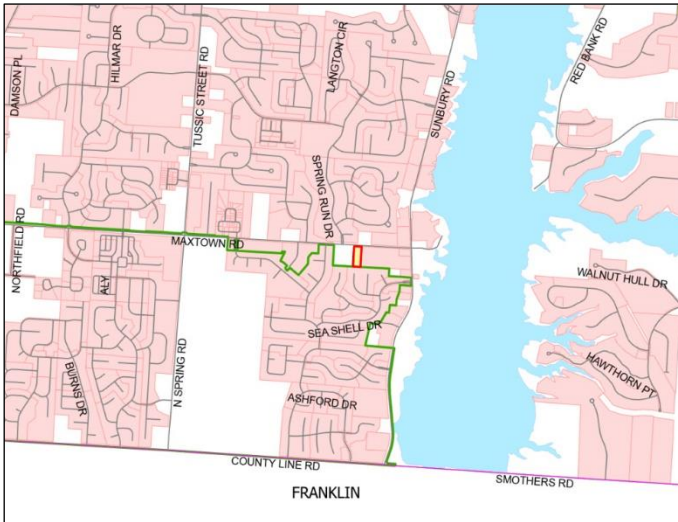 DAMISON PL
HILMAR DR
TUSSIC STREET RD
LANGTON CIR
SUNBURY RD
RED BANK RD
SPRING RUN DR
NORTHFIELD RD
MAXTOWN RD
ALY
N SPRING RD
BURNS DR
SEA SHELL DR
ASHFORD DR
WALNUT HULL DR
HAWTHORN PT
COUNTY LINE RD
SMOTHERS RD
FRANKLIN